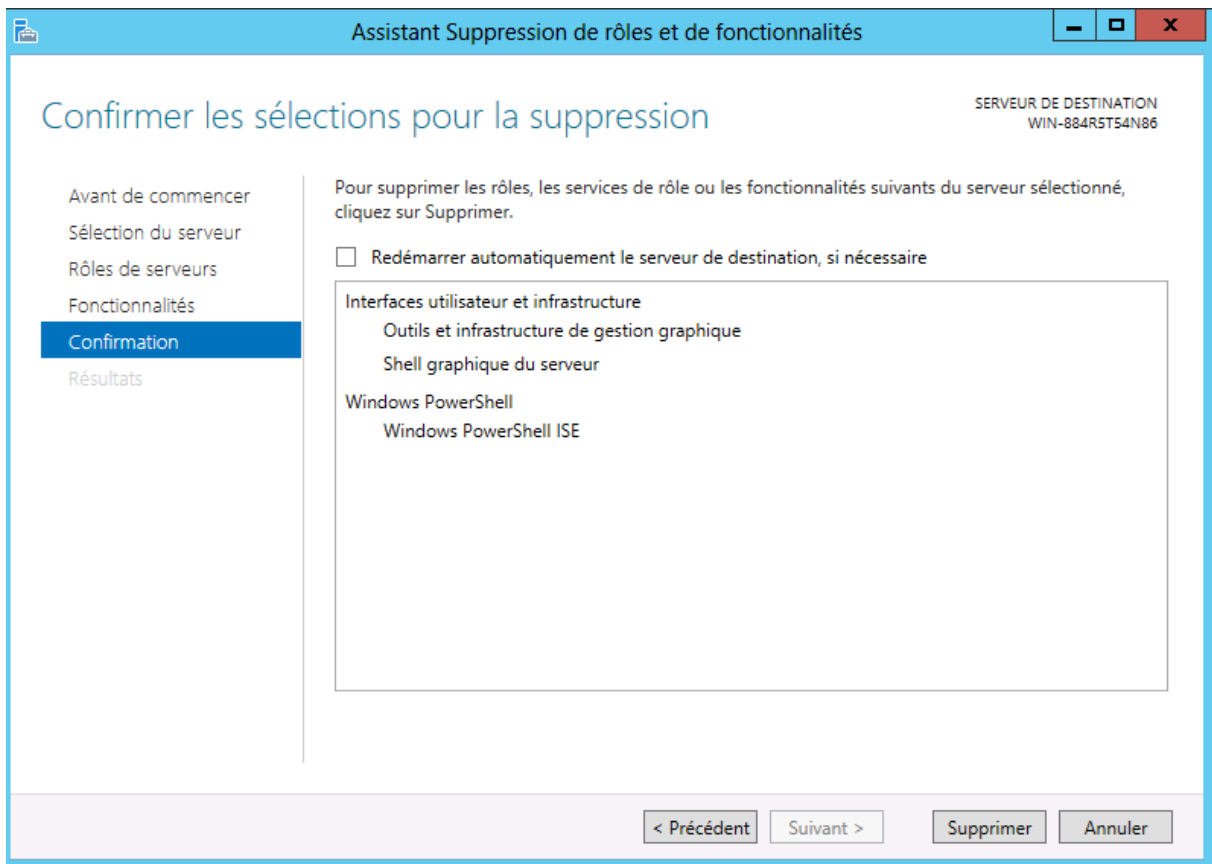 Assistant Suppression de rôles et de fonctionnalités
Confirmer les sélections pour la suppression
SERVEUR DE DESTINATION
WIN-884R5T54N86
Avant de commencer
Sélection du serveur
Rôles de serveurs
Fonctionnalités
Confirmation
Résultats
Pour supprimer les rôles, les services de rôle ou les fonctionnalités suivants du serveur sélectionné,
cliquez sur Supprimer.
Redémarrer automatiquement le serveur de destination, si nécessaire
Interfaces utilisateur et infrastructure
Outils et infrastructure de gestion graphique
Shell graphique du serveur
Windows PowerShell
Windows PowerShell ISE
< Précédent
Suivant >
Supprimer
Annuler